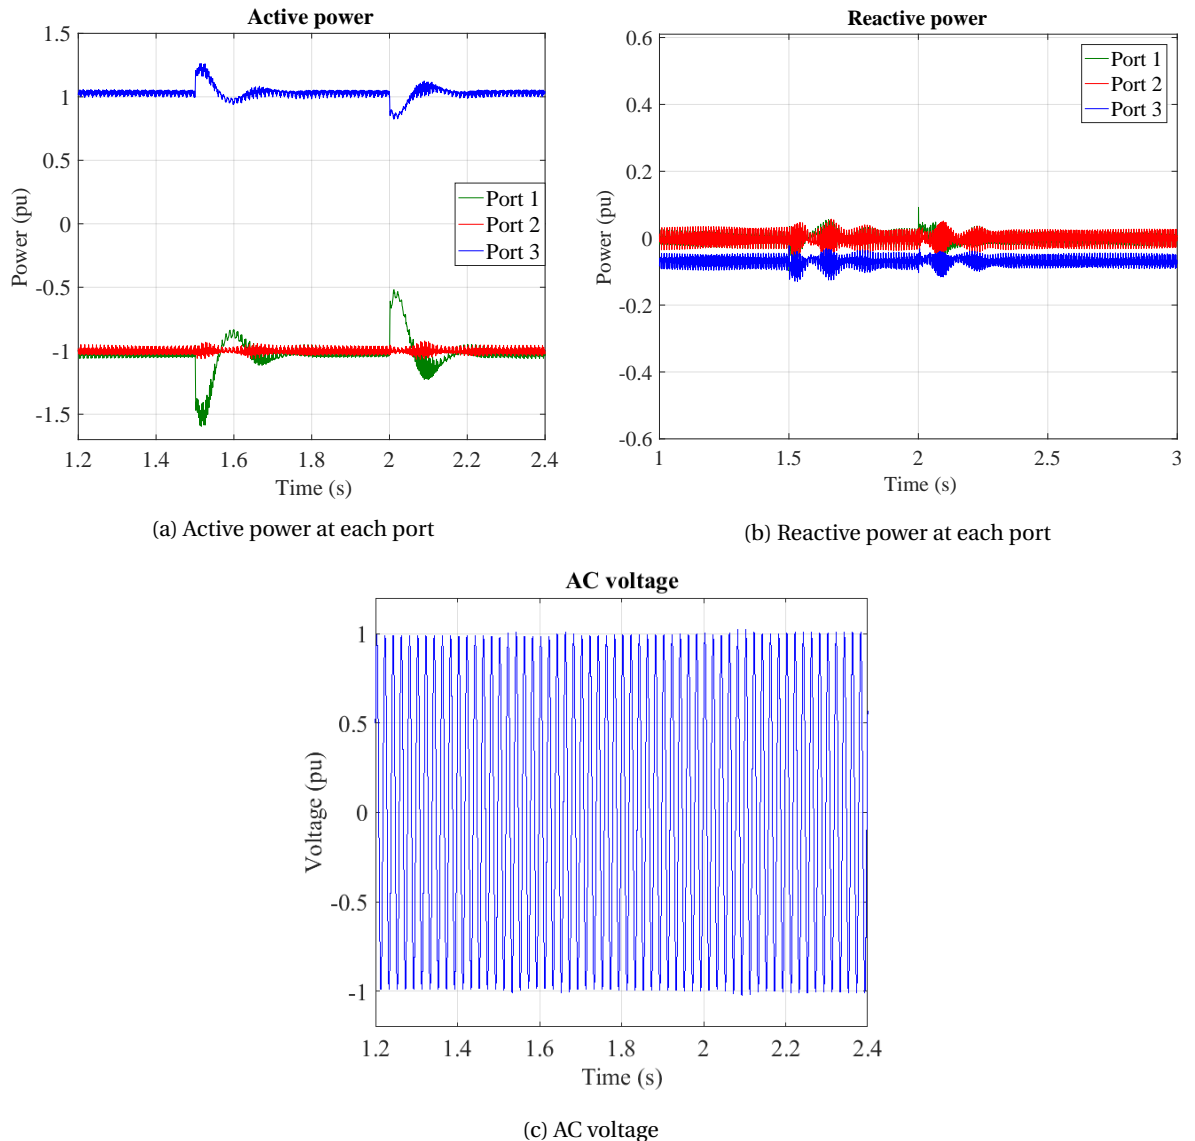 Active power
1.5
1
0.5
0
-0.5
-1
-1.5
Power (pu)
Port 1
Port 2
Port 3
1.2 1.4 1.6 1.8 2 2.2 2.4
Time (s)
(a) Active power at each port
Reactive power
0.6
0.4
0.2
0
-0.2
-0.4
-0.6
Power (pu)
Port 1
Port 2
Port 3
1 1.5 2 2.5 3
Time (s)
(b) Reactive power at each port
AC voltage
1
0.5
0
-0.5
-1
Voltage (pu)
1.2 1.4 1.6 1.8 2 2.2 2.4
Time (s)
(c) AC voltage